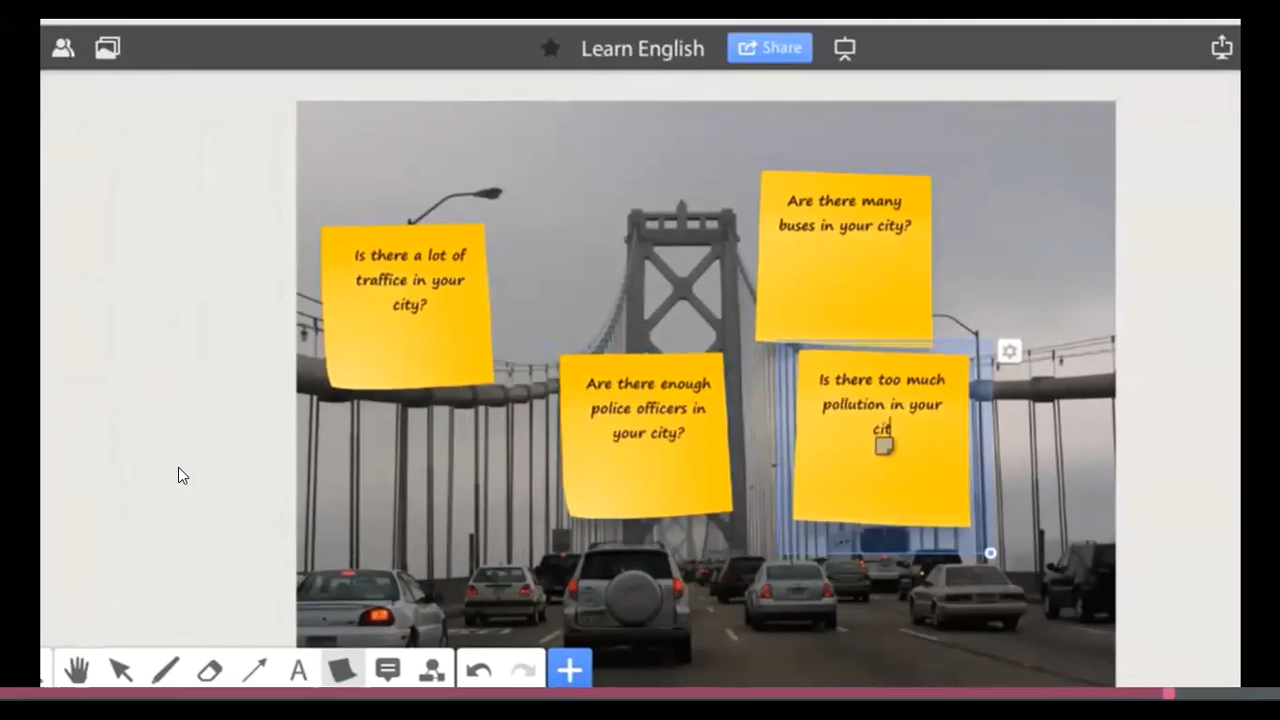 Learn English
Share
Are there many
buses in your city?
Is there a lot of
traffice in your
city?
Are there enough
police officers in
your city?
Is there too much
pollution in your
cit
A